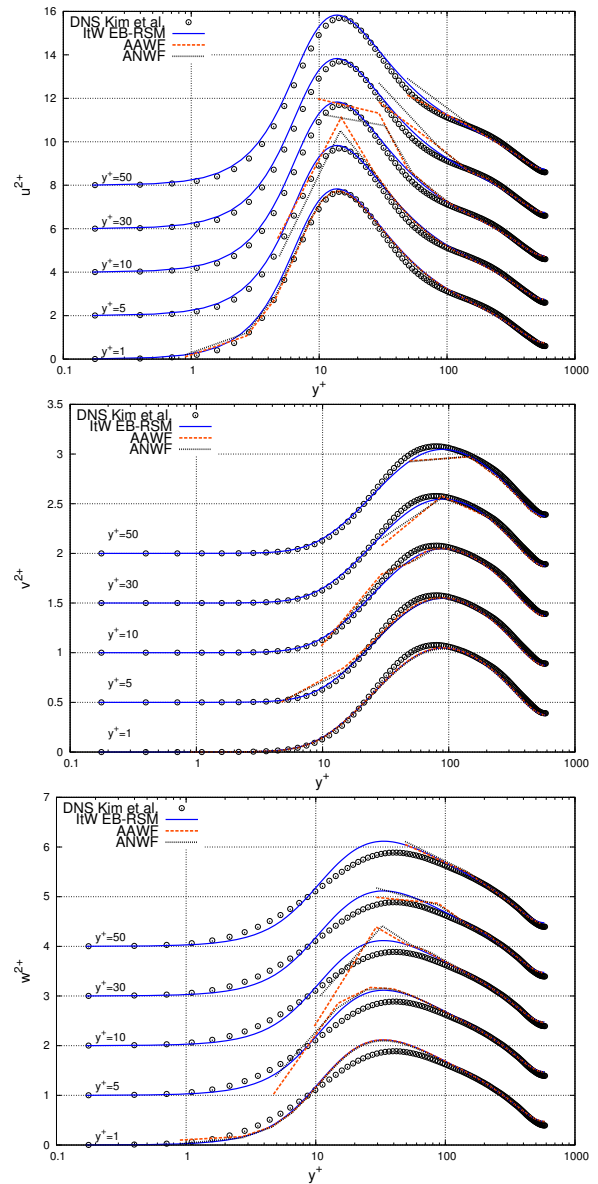 DNS Kim et al.
ItW EB-RSM
AAWF
ANWF
16
14
12
10
8
6
4
2
0
u²⁺
y⁺=50
y⁺=30
y⁺=10
y⁺=5
y⁺=1
0.1 1 10 100 1000
y⁺
DNS Kim et al.
ItW EB-RSM
AAWF
ANWF
3.5
3
2.5
2
1.5
1
0.5
0
v²⁺
y⁺=50
y⁺=30
y⁺=10
y⁺=5
y⁺=1
0.1 1 10 100 1000
y⁺
DNS Kim et al.
ItW EB-RSM
AAWF
ANWF
7
6
5
4
3
2
1
0
w²⁺
y⁺=50
y⁺=30
y⁺=10
y⁺=5
y⁺=1
0.1 1 10 100 1000
y⁺